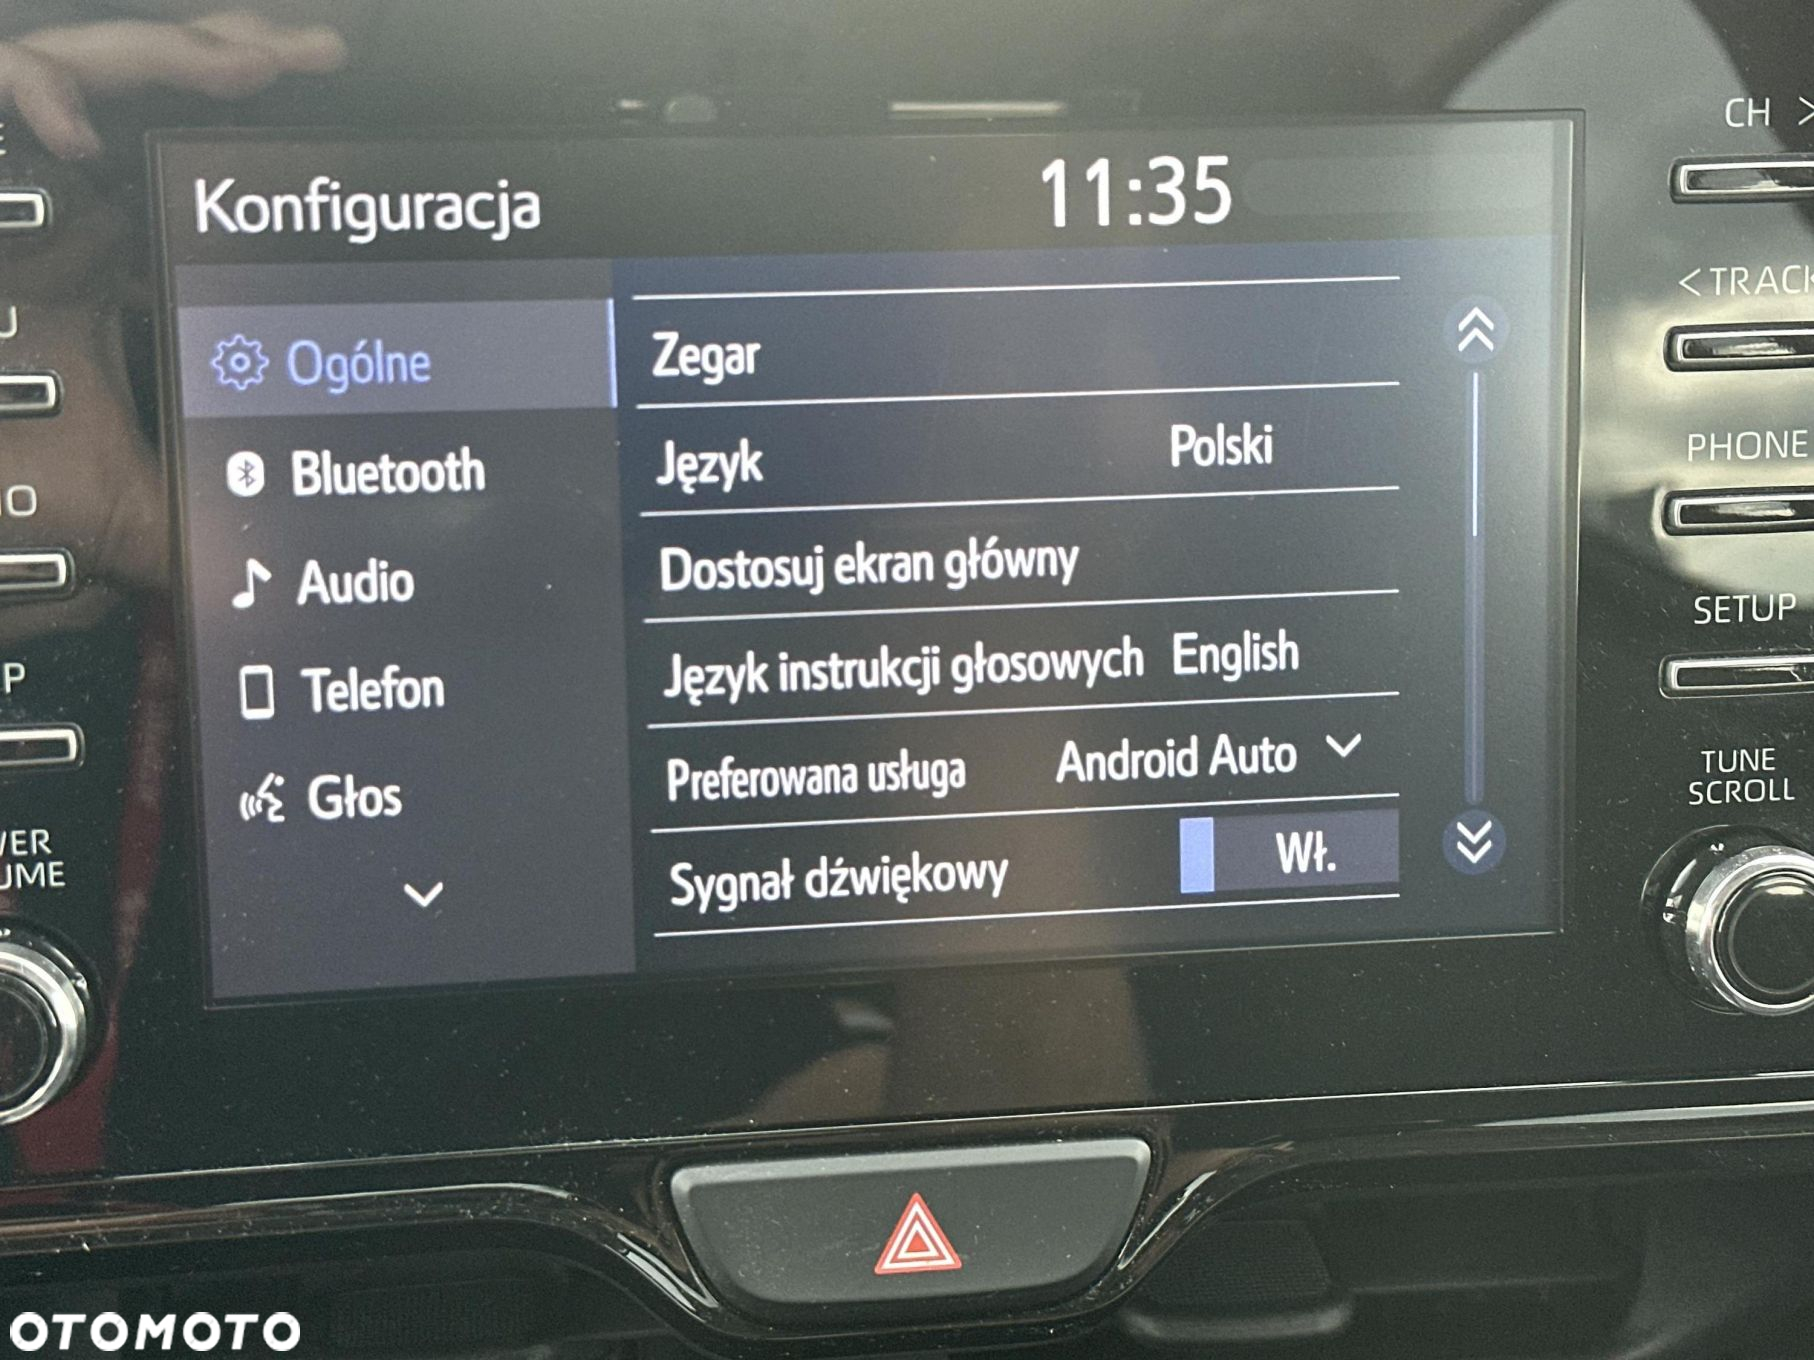 Konfiguracja 11:35
Ogólne
Bluetooth
Audio
Telefon
Głos
Zegar
Język Polski
Dostosuj ekran główny
Język instrukcji głosowych English
Preferowana usługa Android Auto
Sygnał dźwiękowy Wł.
CH >
< TRACK
PHONE
SETUP
TUNE
SCROLL
OTOMOTO